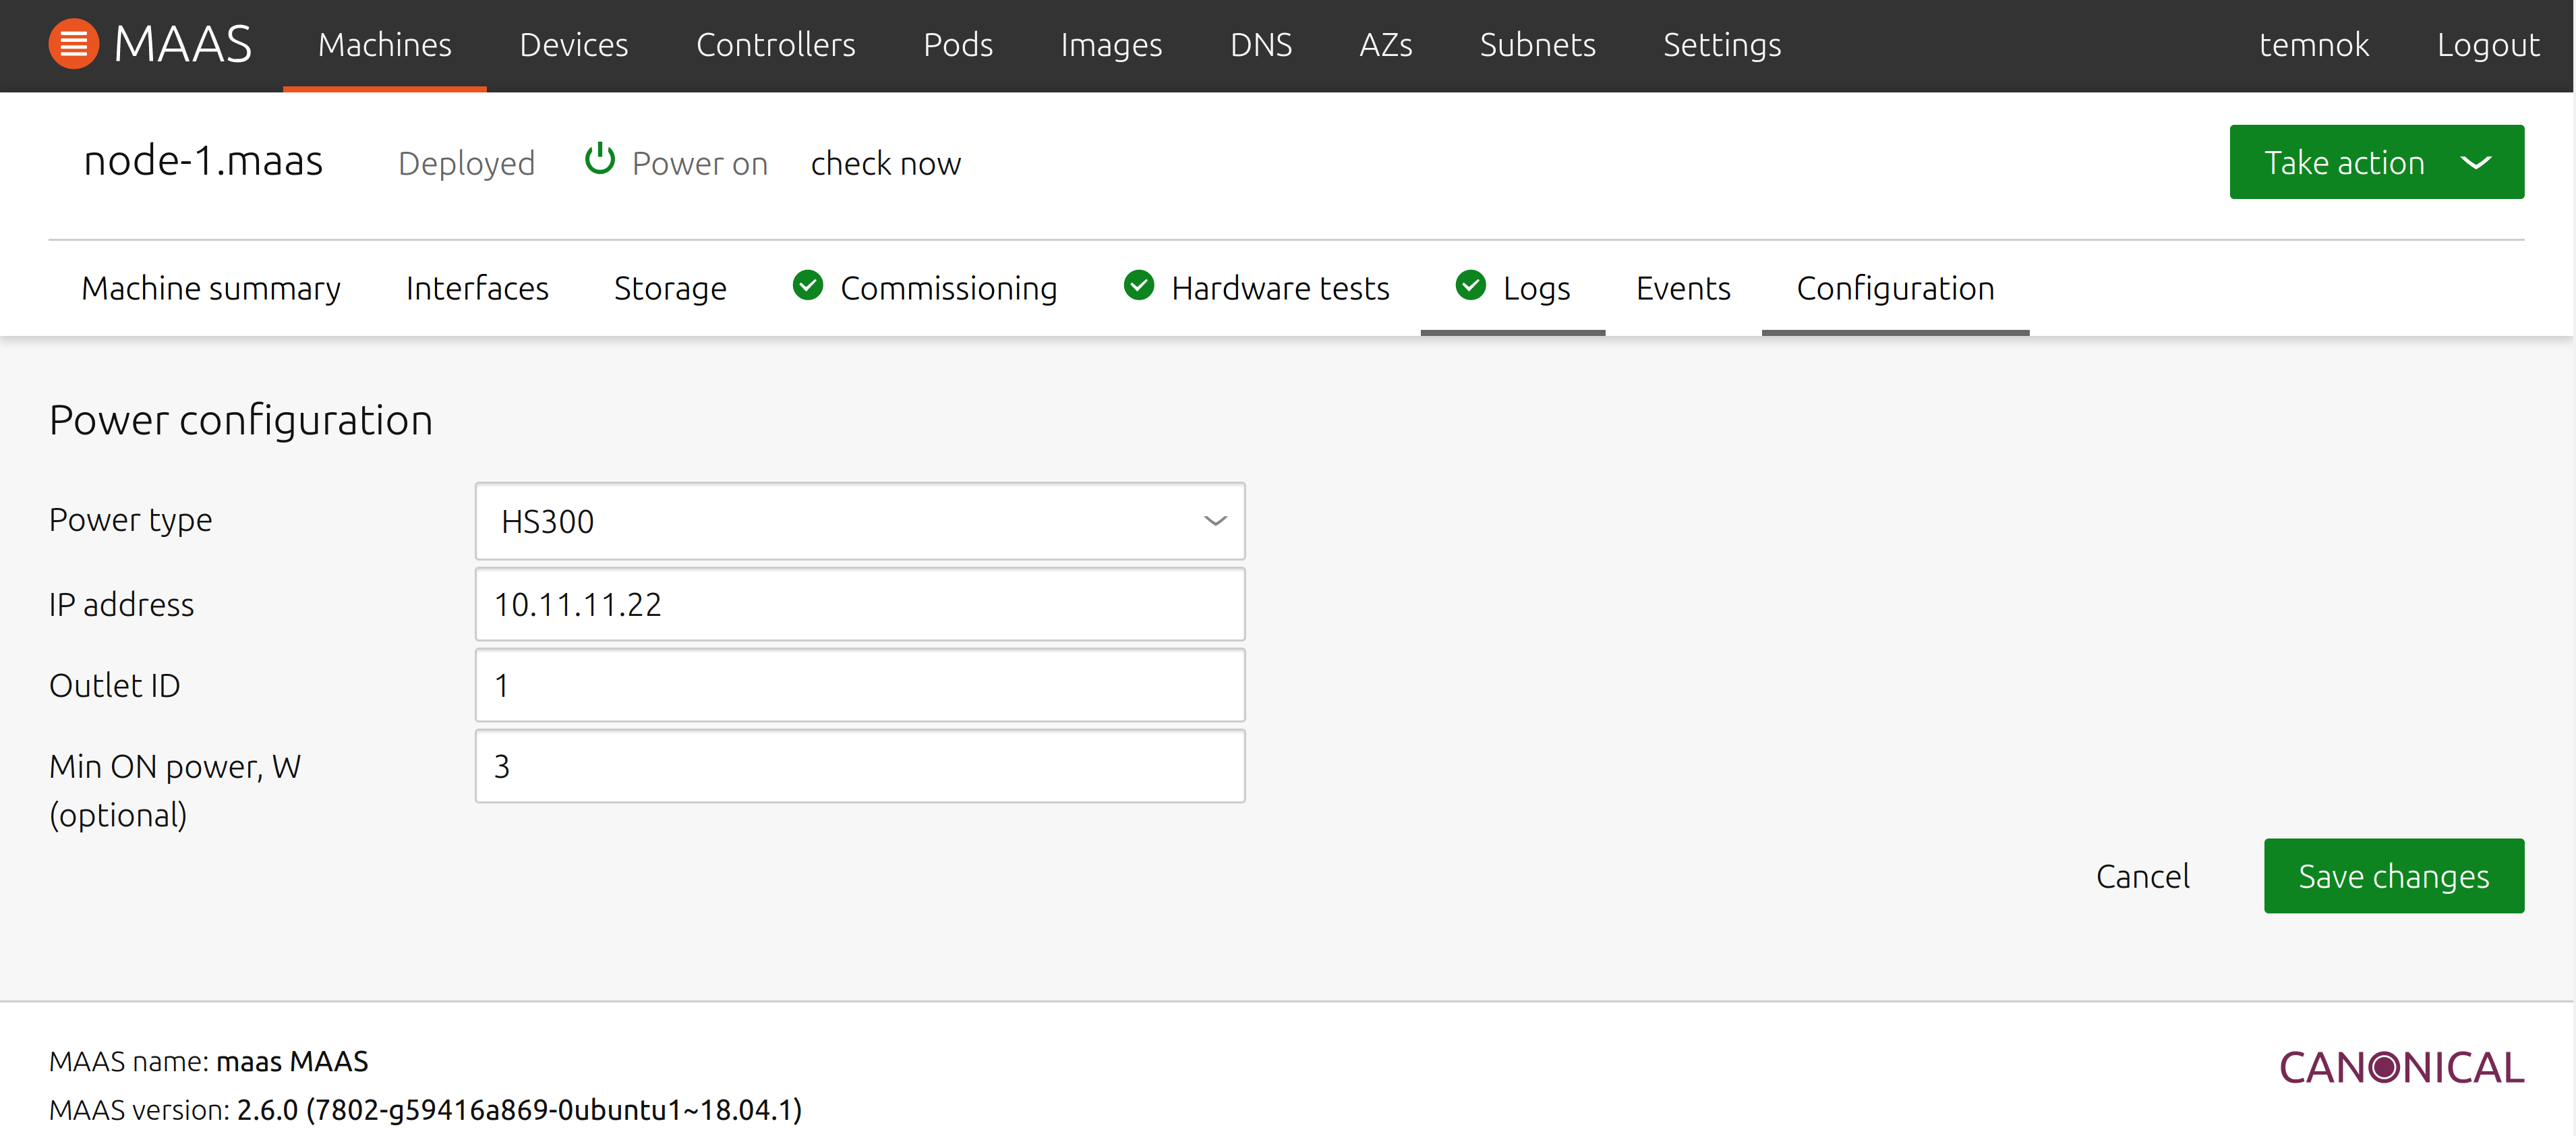 MAAS Machines Devices Controllers Pods Images DNS AZs Subnets Settings temnok Logout
node-1.maas Deployed Power on check now Take action
Machine summary Interfaces Storage Commissioning Hardware tests Logs Events Configuration
Power configuration
Power type HS300
IP address 10.11.11.22
Outlet ID 1
Min ON power, W 3
(optional)
Cancel Save changes
MAAS name: maas MAAS
CANONICAL
MAAS version: 2.6.0 (7802-g59416a869-0ubuntu1~18.04.1)